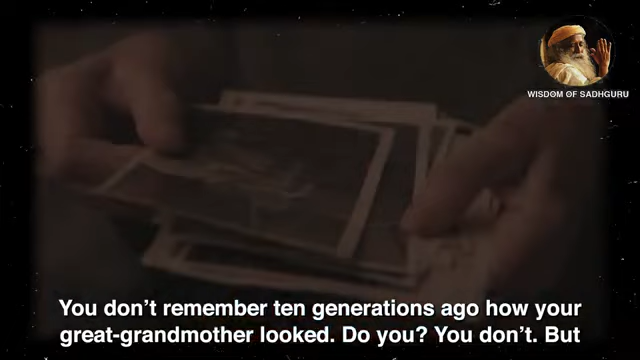 WISDOM OF SADHGURU
You don't remember ten generations ago how your
great-grandmother looked. Do you? You don't. But